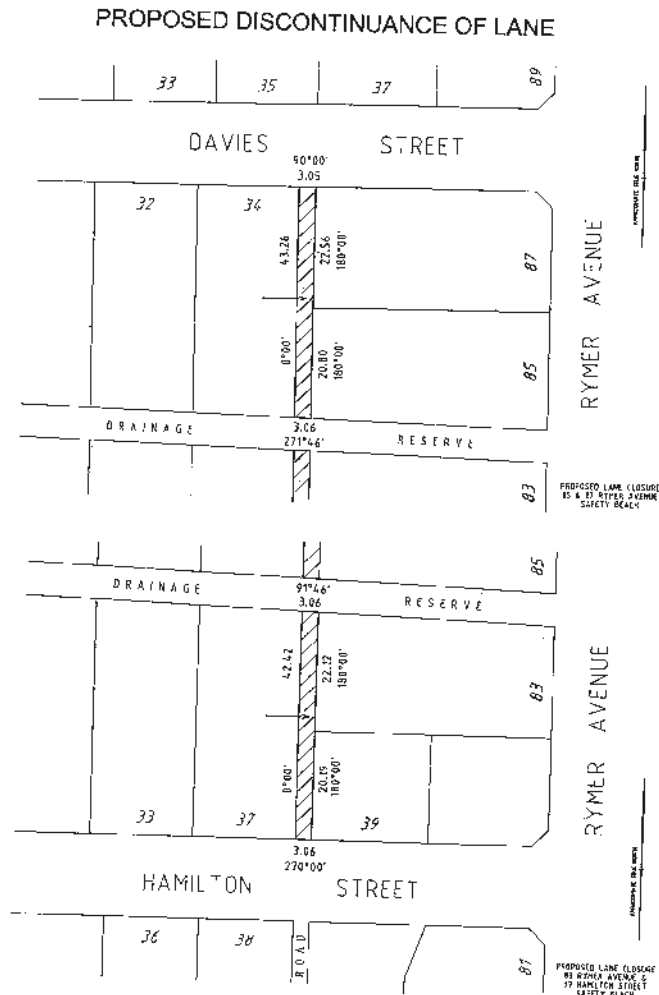 PROPOSED DISCONTINUANCE OF LANE
33 35 37 89
DAVIES STREET
90°00'
3.05
32 34
43.26
22.56
180°00'
87
RYMER AVENUE
0°00'
20.80
180°00'
85
DRAINAGE RESERVE
3.06
271°46'
83
PROPOSED LANE CLOSURE
85 & 87 RYMER AVENUE
SAFETY BEACH
85
DRAINAGE RESERVE
91°46'
3.06
42.42
22.12
180°00'
83
RYMER AVENUE
0°00'
20.19
180°00'
33 37 39
3.06
270°00'
HAMILTON STREET
36 38
ROAD
81
PROPOSED LANE CLOSURE
83 RYMER AVENUE &
37 HAMILTON STREET
SAFETY BEACH